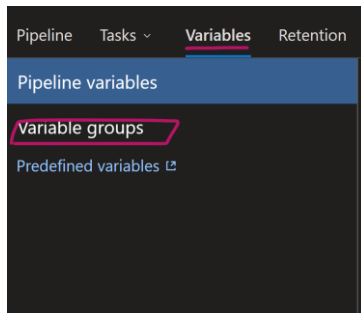 Pipeline Tasks Variables Retention
Pipeline variables
Variable groups
Predefined variables